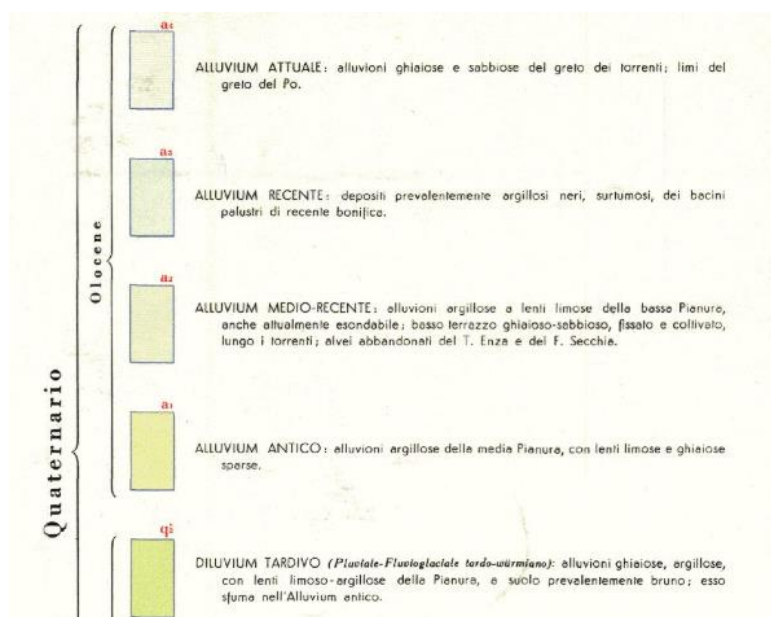 a4
ALLUVIUM ATTUALE: alluvioni ghiaiose e sabbiose del greto dei torrenti; limi del
greto del Po.
a3
ALLUVIUM RECENTE: depositi prevalentemente argillosi neri, surtumosi, dei bacini
palustri di recente bonifica.
Olocene
a2
ALLUVIUM MEDIO-RECENTE: alluvioni argillose a lenti limose della bassa Pianura,
anche attualmente esondabile; basso terrazzo ghiaioso-sabbioso, fissato e coltivato,
lungo i torrenti; alvei abbandonati del T. Enza e del F. Secchia.
Quaternario
a1
ALLUVIUM ANTICO: alluvioni argillose della media Pianura, con lenti limose e ghiaiose
sparse.
DILUVIUM TARDIVO (Pluviale-Fluvioglaciale tardo-würmiano): alluvioni ghiaiose, argillose,
con lenti limoso-argillose della Pianura, a suolo prevalentemente bruno; esso
sfuma nell'Alluvium antico.